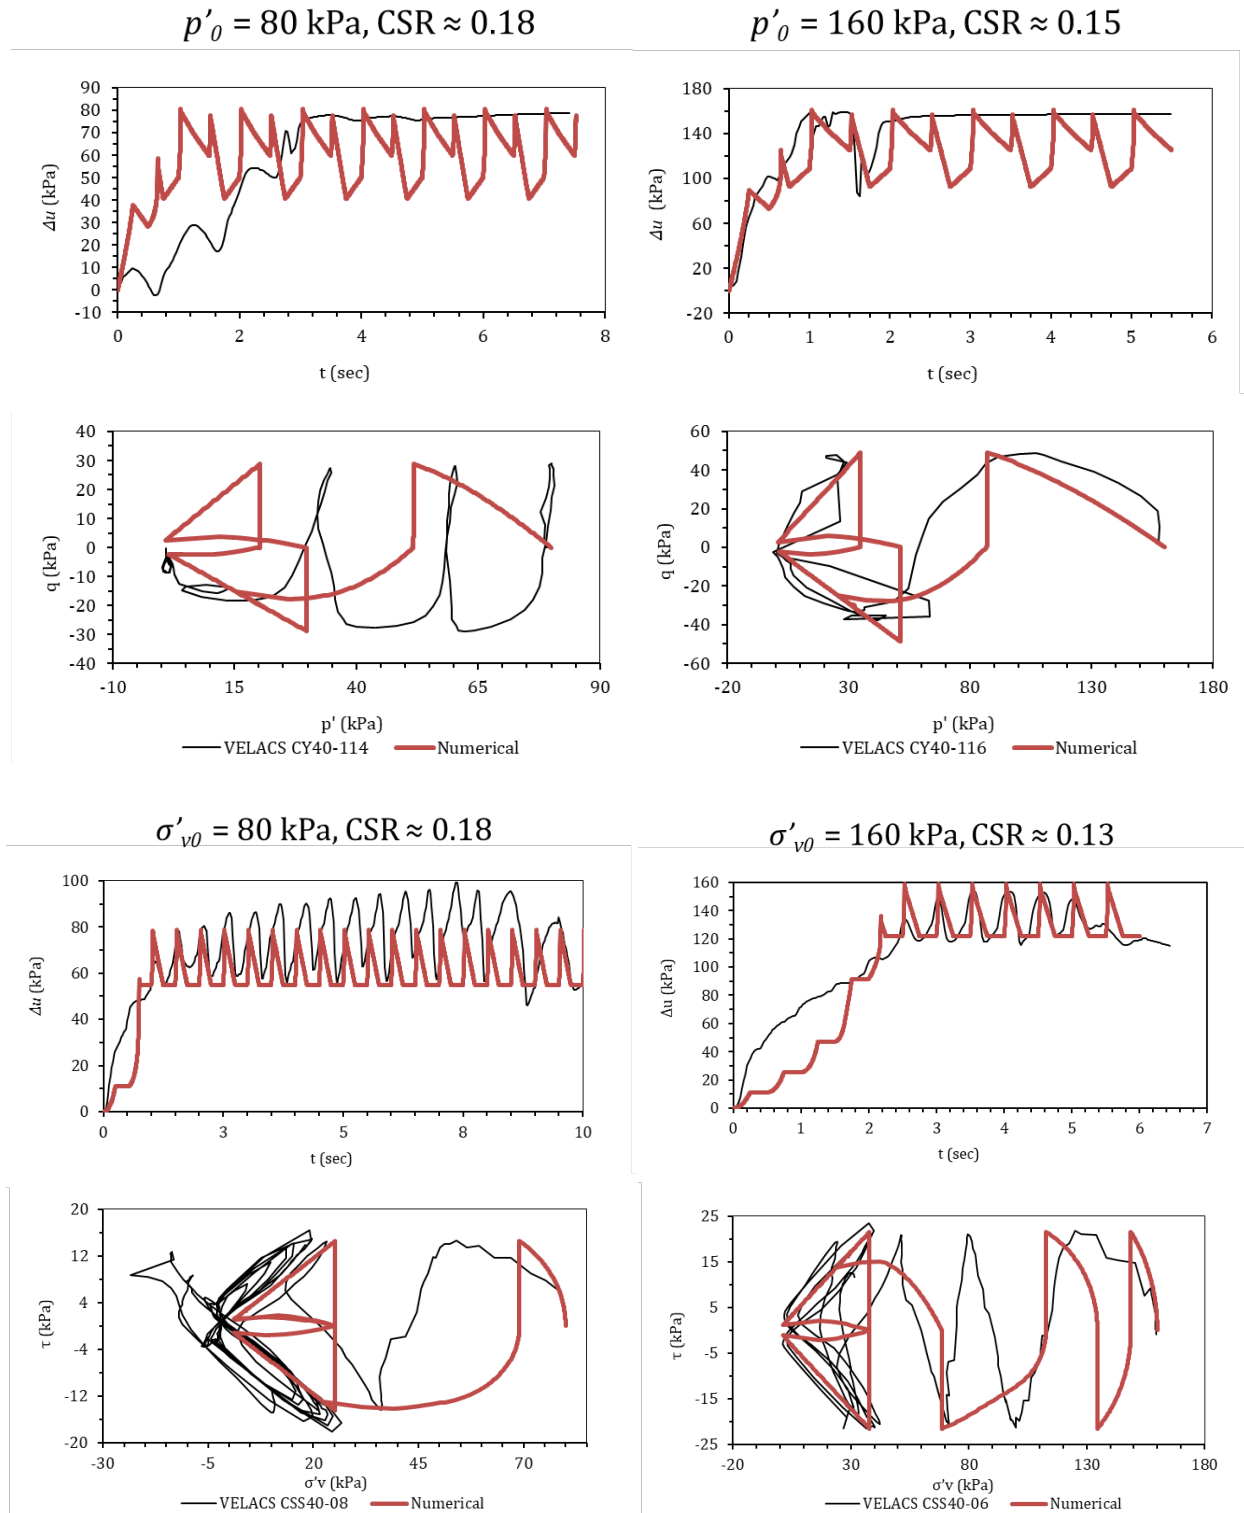 p'0 = 80 kPa, CSR ≈ 0.18
p'0 = 160 kPa, CSR ≈ 0.15
90
80
70
60
50
40
30
20
10
0
-10
Δu (kPa)
0 2 4 6 8
t (sec)
180
140
100
60
20
-20
Δu (kPa)
0 1 2 3 4 5 6
t (sec)
40
30
20
10
0
-10
-20
-30
-40
q (kPa)
-10 15 40 65 90
p' (kPa)
VELACS CY40-114 Numerical
60
40
20
0
-20
-40
-60
q (kPa)
-20 30 80 130 180
p' (kPa)
VELACS CY40-116 Numerical
σ'v0 = 80 kPa, CSR ≈ 0.18
σ'v0 = 160 kPa, CSR ≈ 0.13
100
80
60
40
20
0
Δu (kPa)
0 3 5 8 10
t (sec)
160
140
120
100
80
60
40
20
0
Δu (kPa)
0 1 2 3 4 5 6 7
t (sec)
20
12
4
-4
-12
-20
τ (kPa)
-30 -5 20 45 70
σ'v (kPa)
VELACS CSS40-08 Numerical
25
15
5
-5
-15
-25
τ (kPa)
-20 30 80 130 180
σ'v (kPa)
VELACS CSS40-06 Numerical